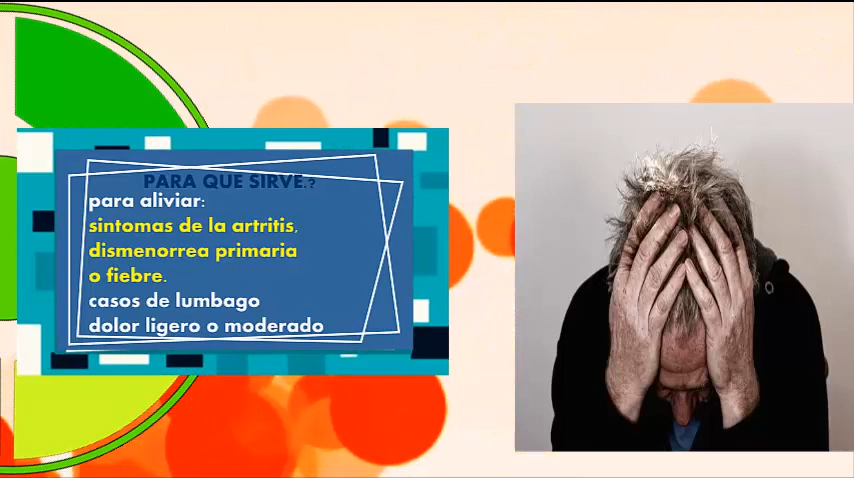 PARA QUE SIRVE.?
para aliviar:
sintomas de la artritis,
dismenorrea primaria
o fiebre.
casos de lumbago
dolor ligero o moderado